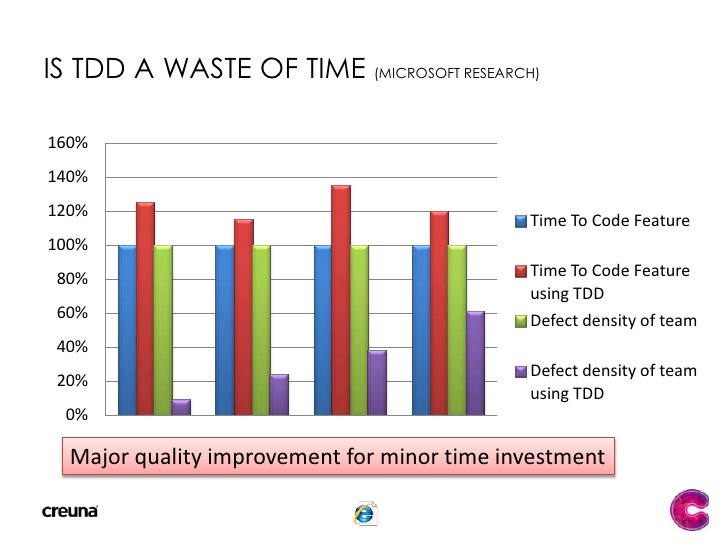 IS TDD A WASTE OF TIME (MICROSOFT RESEARCH)
160%
140%
120%
100%
80%
60%
40%
20%
0%
Time To Code Feature
Time To Code Feature
using TDD
Defect density of team
Defect density of team
using TDD
Major quality improvement for minor time investment
creuna